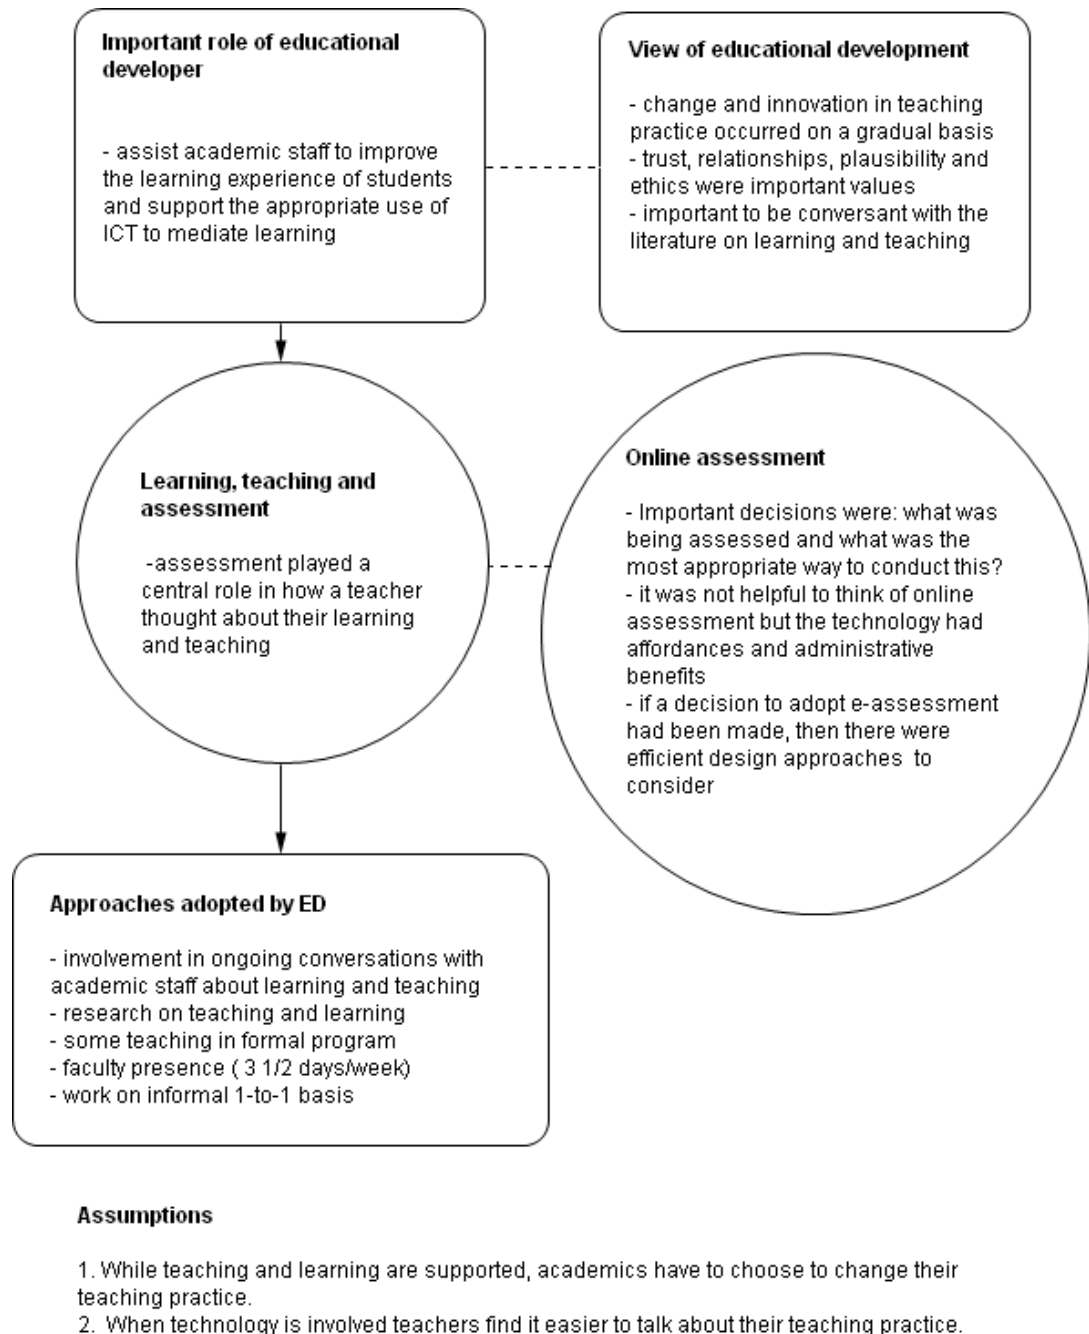 Important role of educational
developer
- assist academic staff to improve
the learning experience of students
and support the appropriate use of
ICT to mediate learning
View of educational development
- change and innovation in teaching
practice occurred on a gradual basis
- trust, relationships, plausibility and
ethics were important values
- important to be conversant with the
literature on learning and teaching
Learning, teaching and
assessment
-assessment played a
central role in how a teacher
thought about their learning
and teaching
Online assessment
- Important decisions were: what was
being assessed and what was the
most appropriate way to conduct this?
- it was not helpful to think of online
assessment but the technology had
affordances and administrative
benefits
- if a decision to adopt e-assessment
had been made, then there were
efficient design approaches to
consider
Approaches adopted by ED
- involvement in ongoing conversations with
academic staff about learning and teaching
- research on teaching and learning
- some teaching in formal program
- faculty presence ( 3 1/2 days/week)
- work on informal 1-to-1 basis
Assumptions
1. While teaching and learning are supported, academics have to choose to change their
teaching practice.
2. When technology is involved teachers find it easier to talk about their teaching practice.